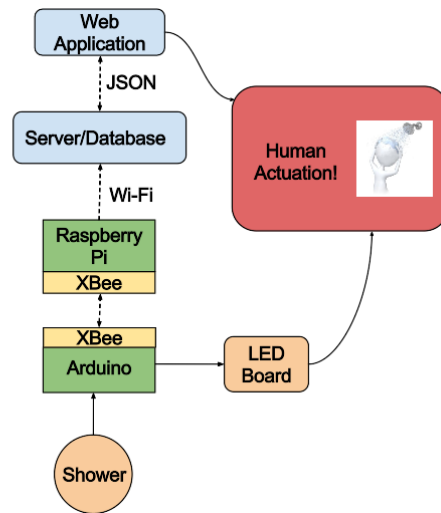 Web
Application
JSON
Server/Database
Human
Actuation!
Wi-Fi
Raspberry
Pi
XBee
XBee
Arduino
LED
Board
Shower